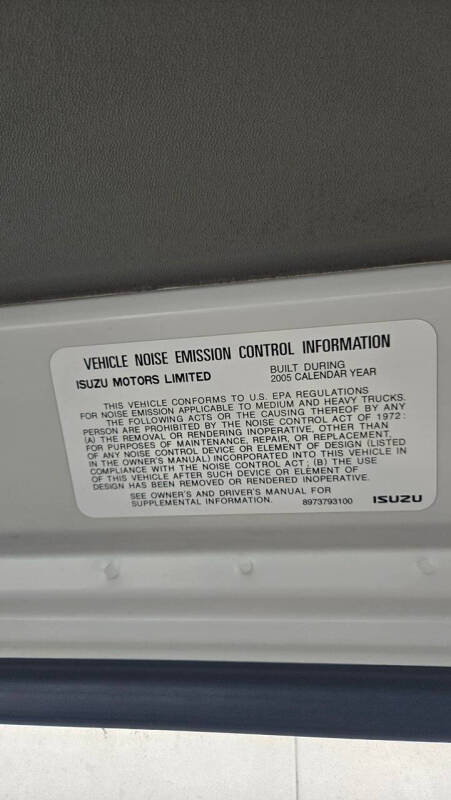 VEHICLE NOISE EMISSION CONTROL INFORMATION
ISUZU MOTORS LIMITED
BUILT DURING
2005 CALENDAR YEAR
THIS VEHICLE CONFORMS TO U.S. EPA REGULATIONS
FOR NOISE EMISSION APPLICABLE TO MEDIUM AND HEAVY TRUCKS.
THE FOLLOWING ACTS OR THE CAUSING THEREOF BY ANY
PERSON ARE PROHIBITED BY THE NOISE CONTROL ACT OF 1972:
(A) THE REMOVAL OR RENDERING INOPERATIVE, OTHER THAN
FOR PURPOSES OF MAINTENANCE, REPAIR, OR REPLACEMENT,
OF ANY NOISE CONTROL DEVICE OR ELEMENT OF DESIGN (LISTED
IN THE OWNER'S MANUAL) INCORPORATED INTO THIS VEHICLE IN
COMPLIANCE WITH THE NOISE CONTROL ACT; (B) THE USE
OF THIS VEHICLE AFTER SUCH DEVICE OR ELEMENT OF
DESIGN HAS BEEN REMOVED OR RENDERED INOPERATIVE.
SEE OWNER'S AND DRIVER'S MANUAL FOR
SUPPLEMENTAL INFORMATION.
8973793100
ISUZU